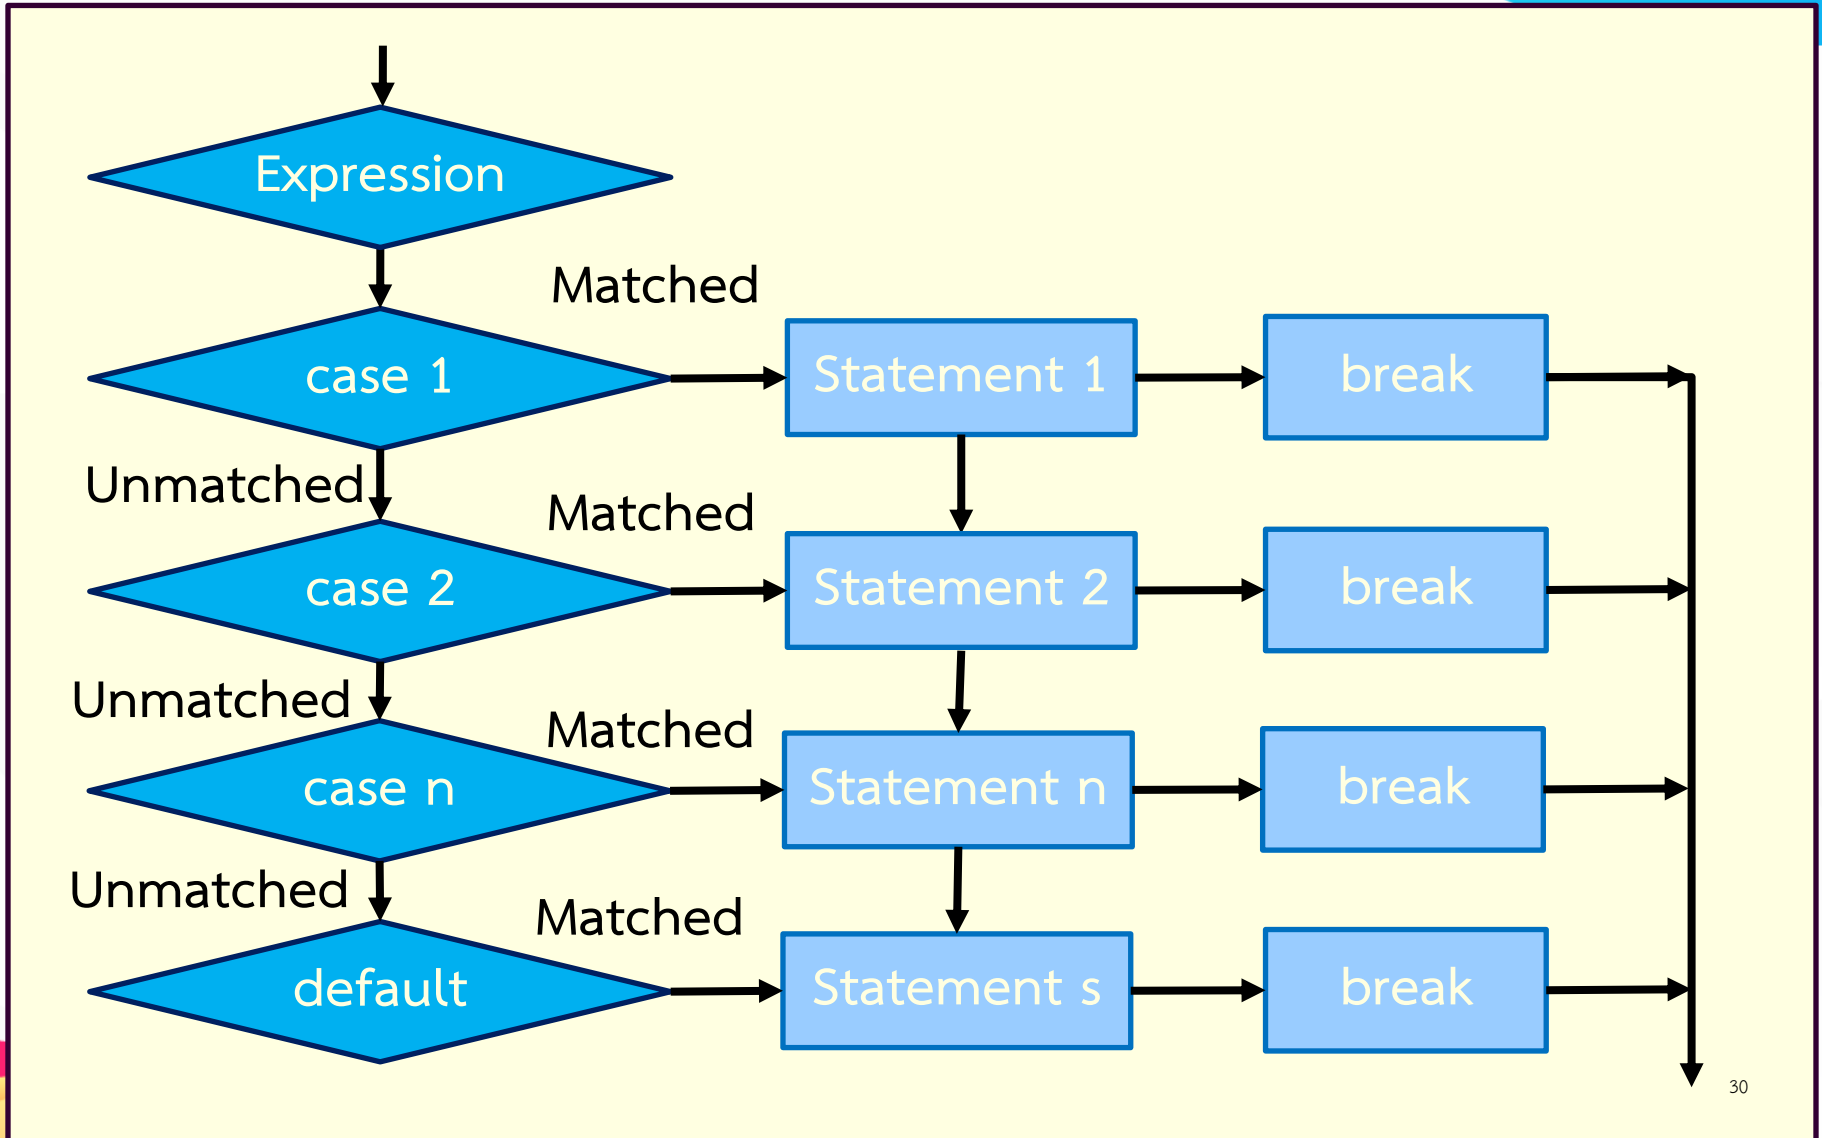 Expression
Matched
case 1
Statement 1
break
Unmatched
Matched
case 2
Statement 2
break
Unmatched
Matched
case n
Statement n
break
Unmatched
Matched
default
Statement s
break
30